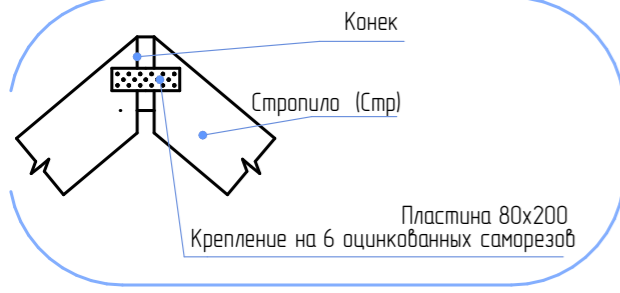 Конек
Стропило (Стр)
Пластина 80х200
Крепление на 6 оцинкованных саморезов